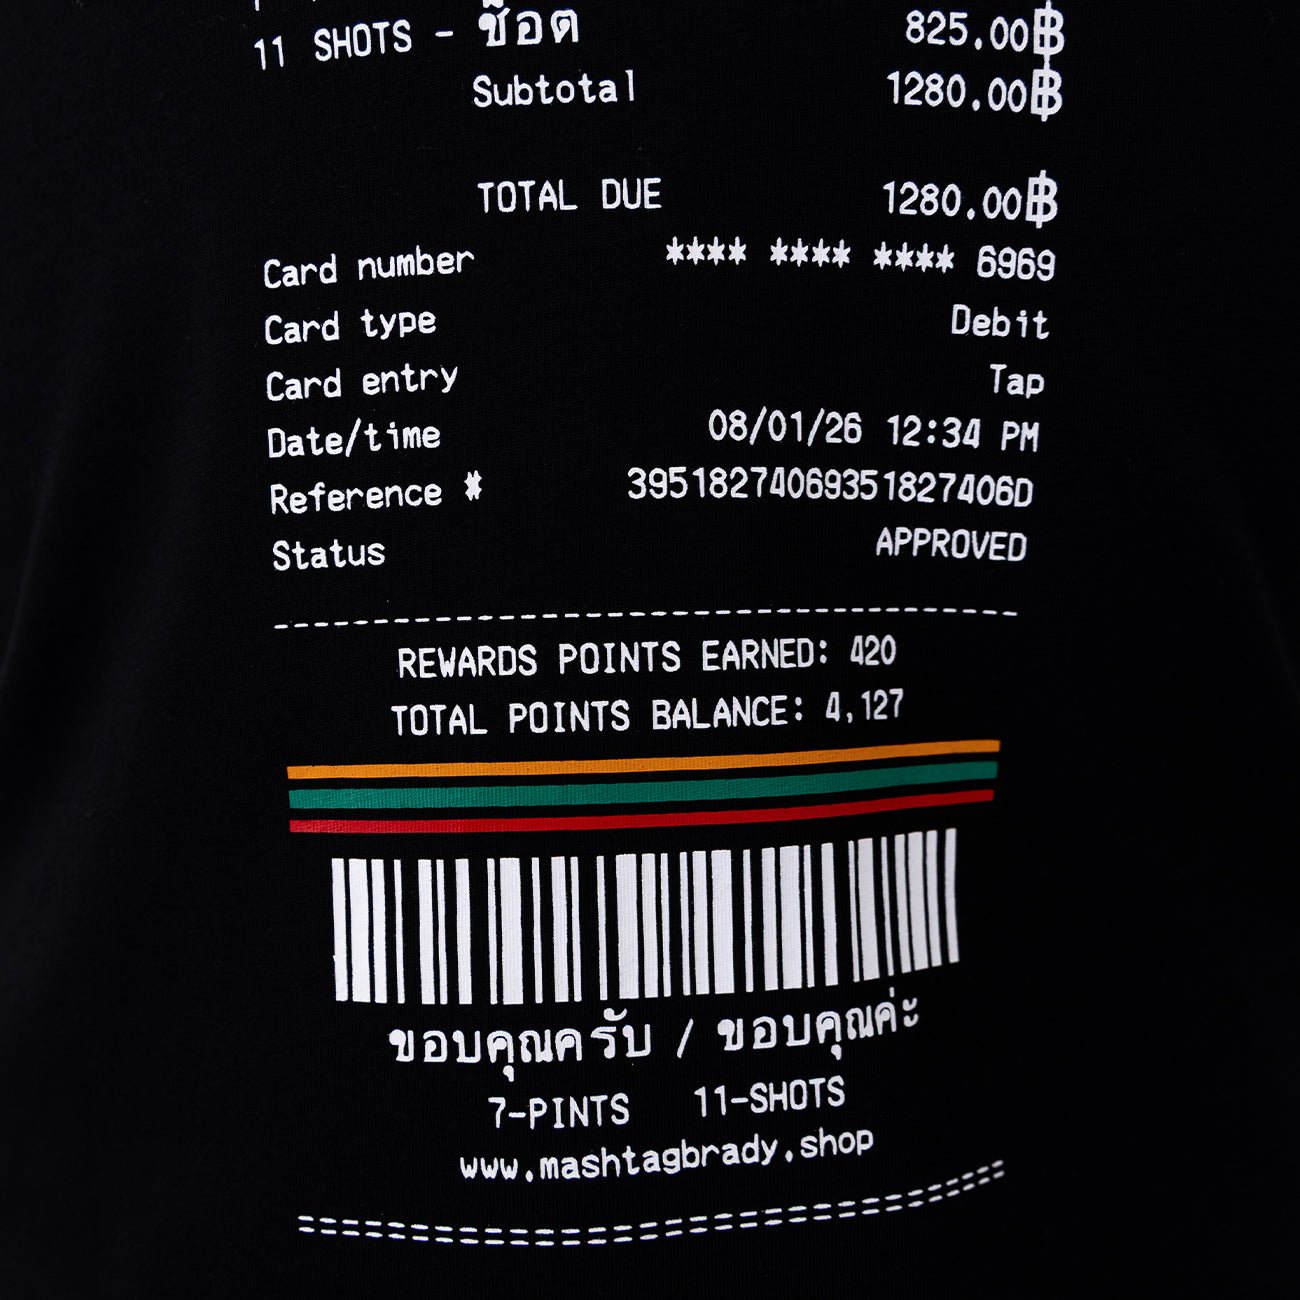 11 SHOTS - ช็อต 825.00฿
Subtotal 1280.00฿
TOTAL DUE 1280.00฿
Card number **** **** **** 6969
Card type Debit
Card entry Tap
Date/time 08/01/26 12:34 PM
Reference # 39518274069351827406D
Status APPROVED
REWARDS POINTS EARNED: 420
TOTAL POINTS BALANCE: 4,127
ขอบคุณครับ / ขอบคุณค่ะ
7-PINTS 11-SHOTS
www.mashtagbrady.shop